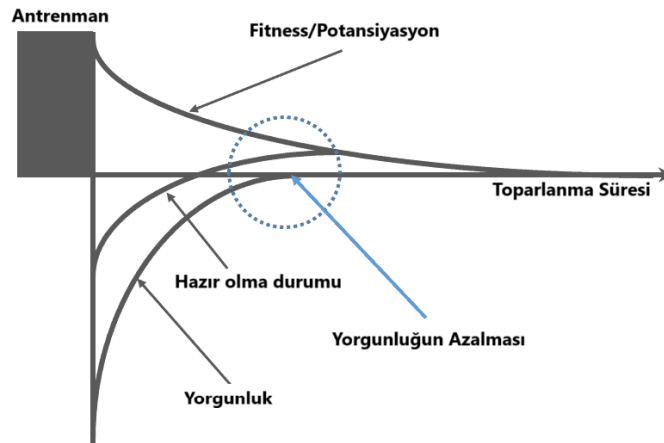 Antrenman
Fitness/Potansiyasyon
Toparlanma Süresi
Hazır olma durumu
Yorgunluğun Azalması
Yorgunluk